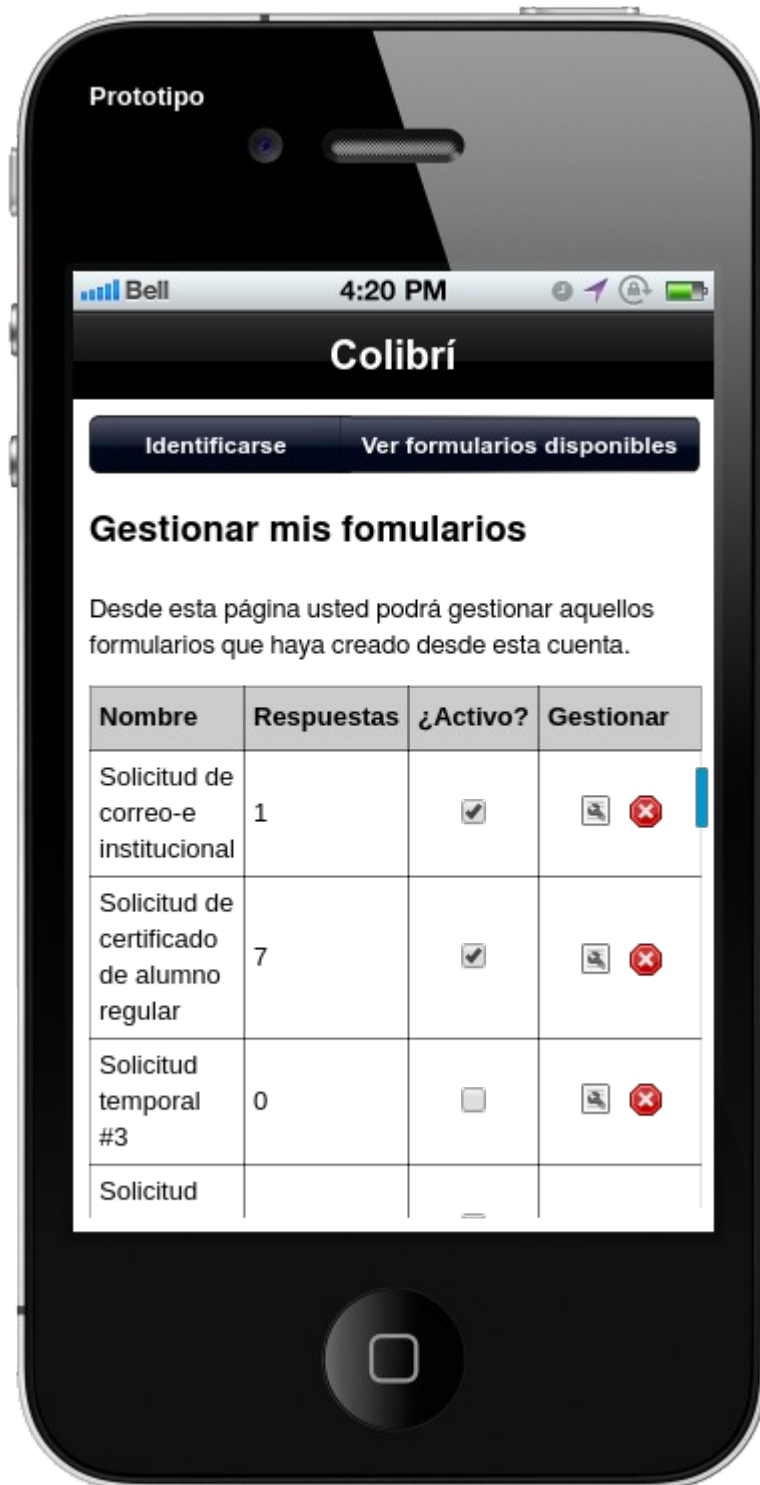 Prototipo
Bell 4:20 PM
Colibrí
Identificarse Ver formularios disponibles
Gestionar mis fomularios
Desde esta página usted podrá gestionar aquellos
formularios que haya creado desde esta cuenta.
Nombre Respuestas ¿Activo? Gestionar
Solicitud de
correo-e
institucional
1
Solicitud de
certificado
de alumno
regular
7
Solicitud
temporal
#3
0
Solicitud